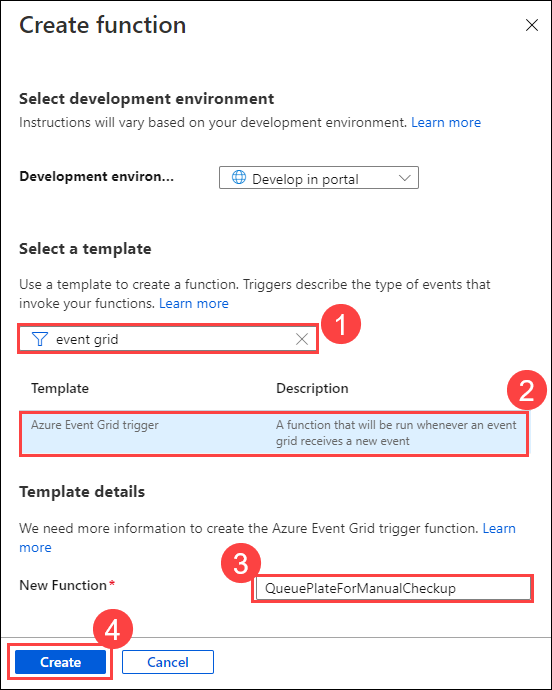 Create function
Select development environment
Instructions will vary based on your development environment. Learn more
Development environ...
Develop in portal
Select a template
Use a template to create a function. Triggers describe the type of events that
invoke your functions. Learn more
1
event grid
2
Template Description
Azure Event Grid trigger A function that will be run whenever an event
grid receives a new event
Template details
We need more information to create the Azure Event Grid trigger function. Learn
more
3
New Function* QueuePlateForManualCheckup
4
Create Cancel